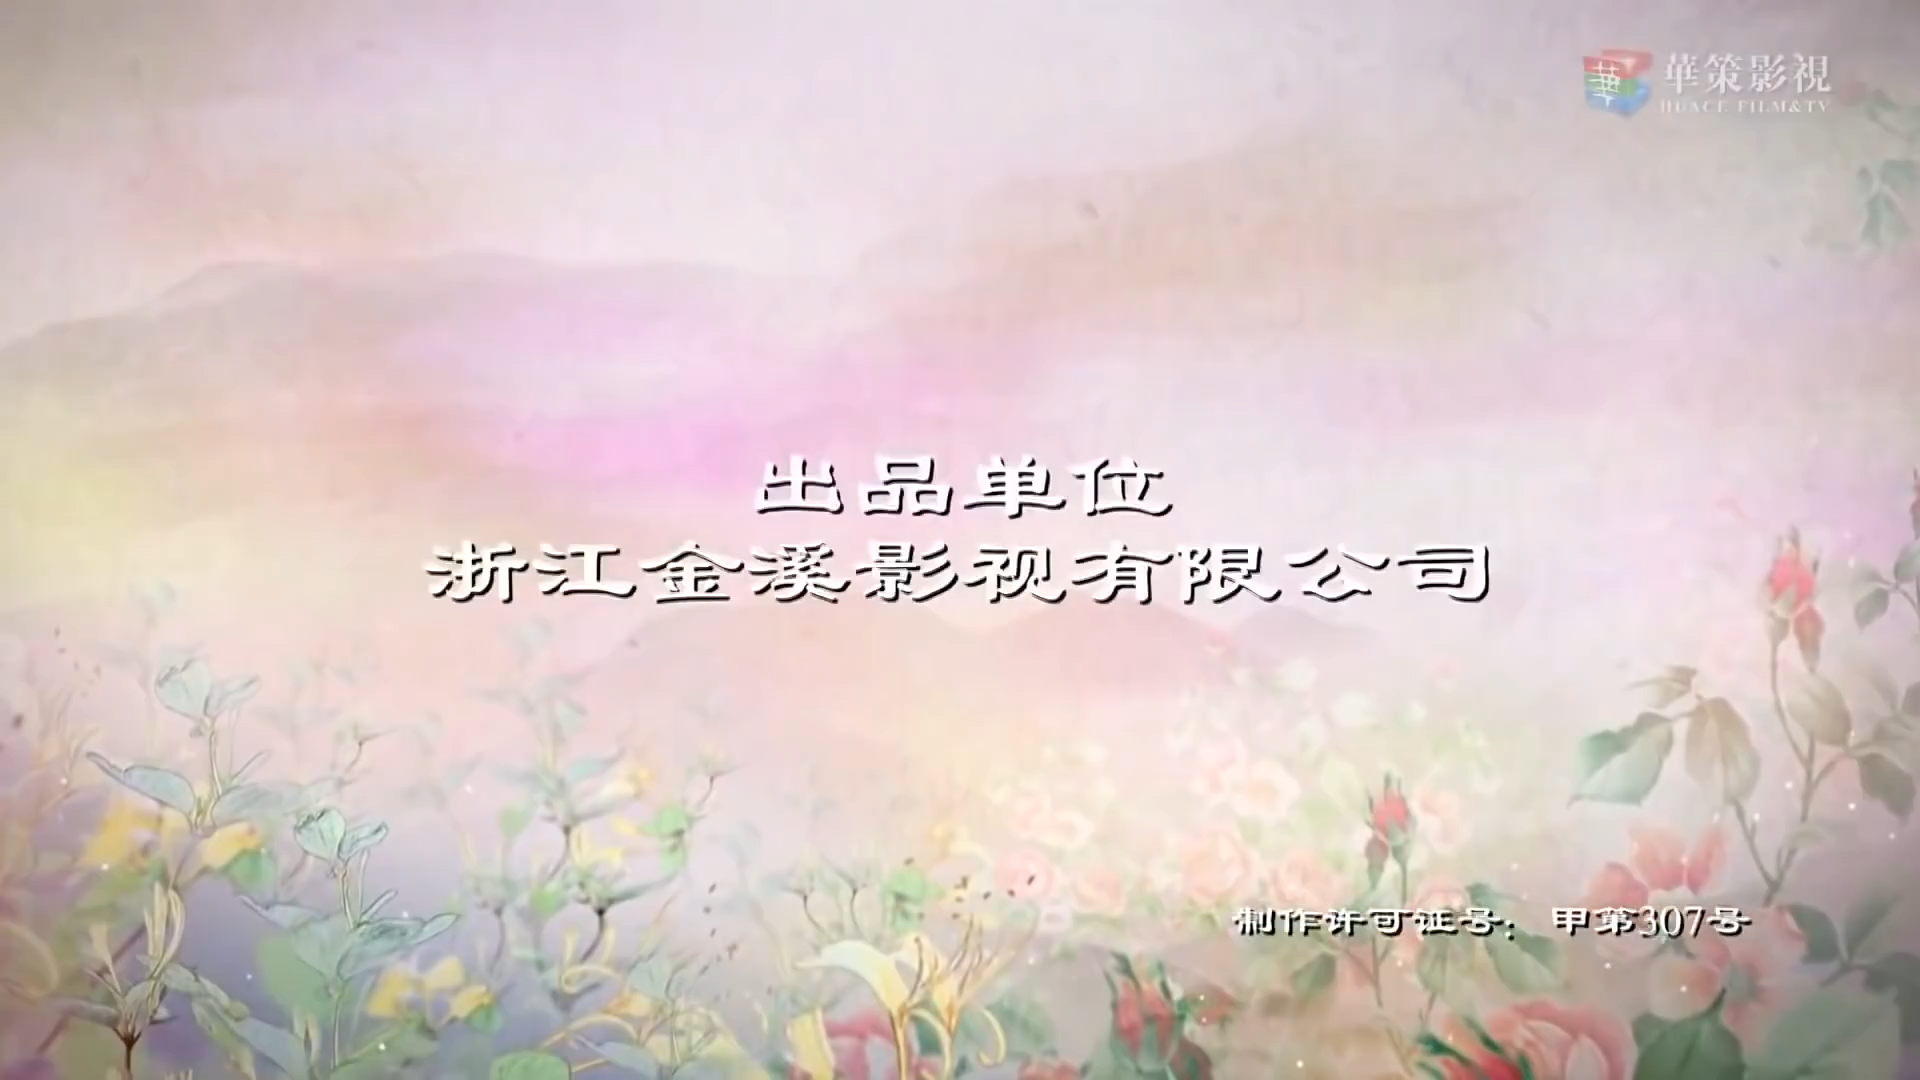 華策影視
HUACE FILM&TV
出品单位
浙江金溪影视有限公司
制作许可证号：甲第307号